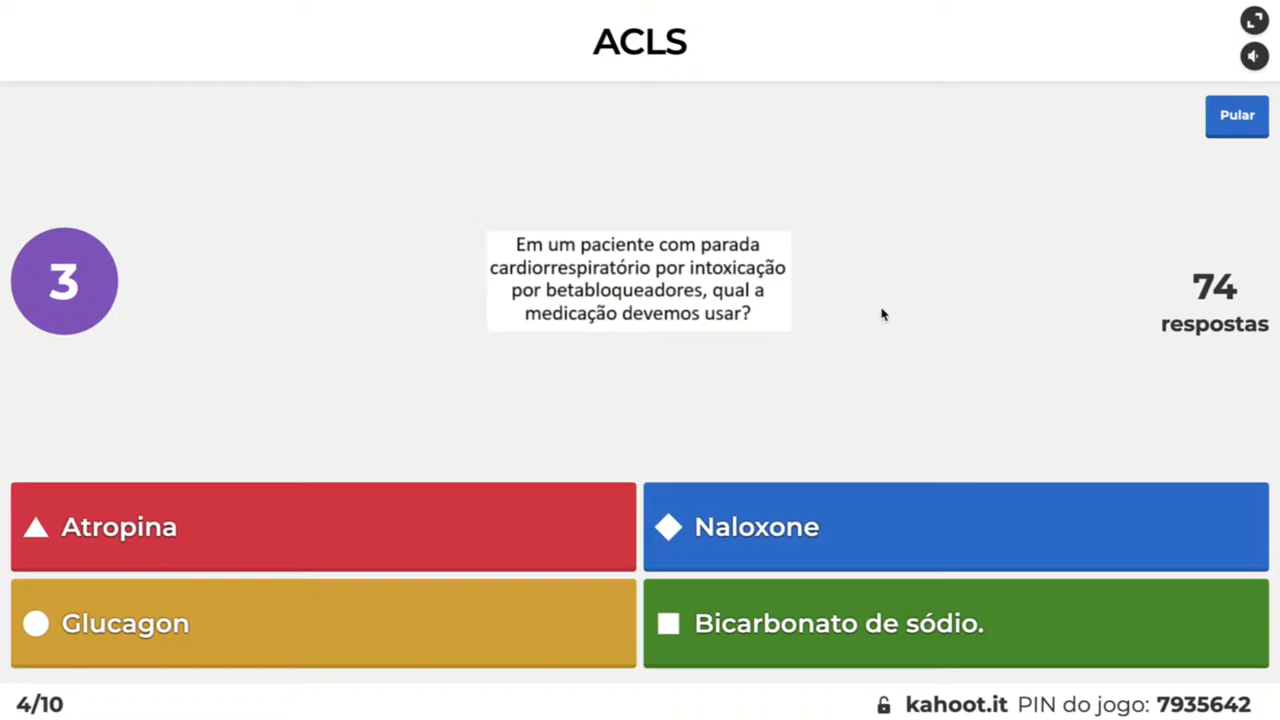 ACLS
Pular
3
Em um paciente com parada
cardiorrespiratório por intoxicação
por betabloqueadores, qual a
medicação devemos usar?
74
respostas
Atropina
Naloxone
Glucagon
Bicarbonato de sódio.
4/10
kahoot.it PIN do jogo: 7935642